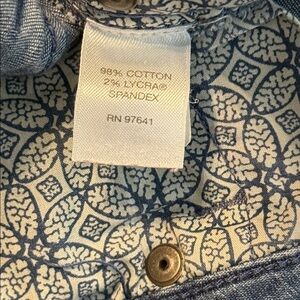 98% COTTON
2% LYCRA®
SPANDEX
RN 97641